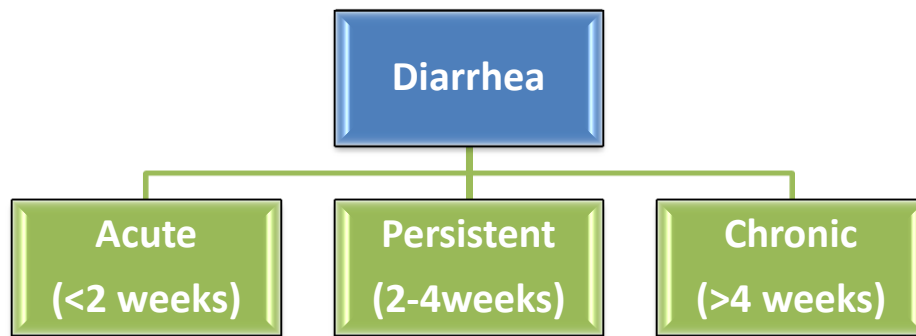 Diarrhea
Acute
(<2 weeks)
Persistent
(2-4weeks)
Chronic
(>4 weeks)